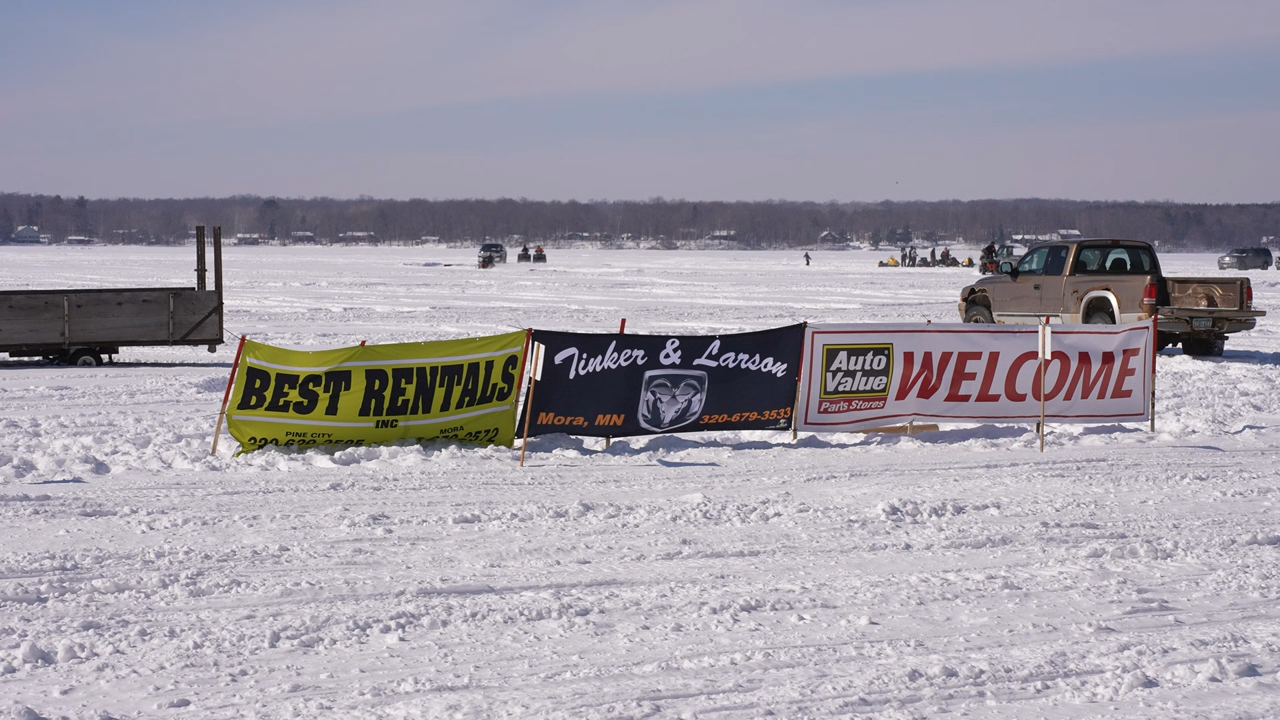 BEST RENTALS
INC
PINE CITY
MORA
Tinker & Larson
Mora, MN
320-679-3533
Auto Value
Parts Stores
WELCOME